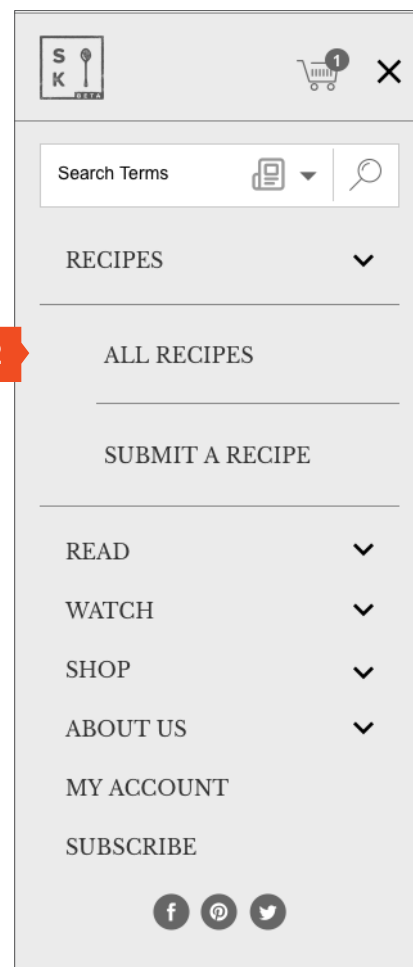 S
K
BETA
1
Search Terms
RECIPES
ALL RECIPES
SUBMIT A RECIPE
READ
WATCH
SHOP
ABOUT US
MY ACCOUNT
SUBSCRIBE